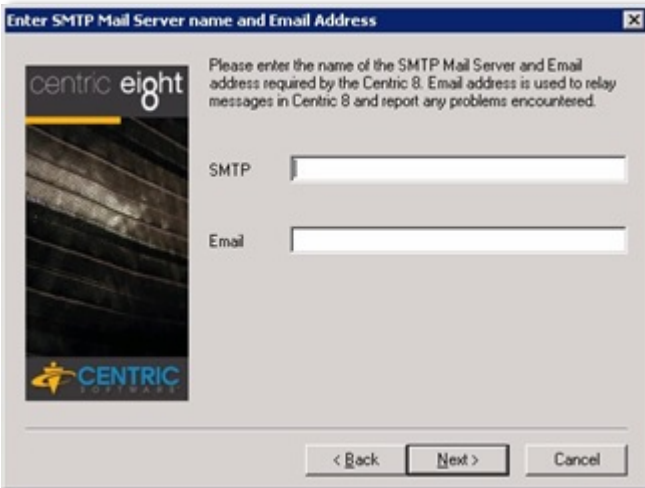 Enter SMTP Mail Server name and Email Address
centric eight
Please enter the name of the SMTP Mail Server and Email
address required by the Centric 8. Email address is used to relay
messages in Centric 8 and report any problems encountered.
SMTP
Email
CENTRIC
SOFTWARE
< Back Next > Cancel